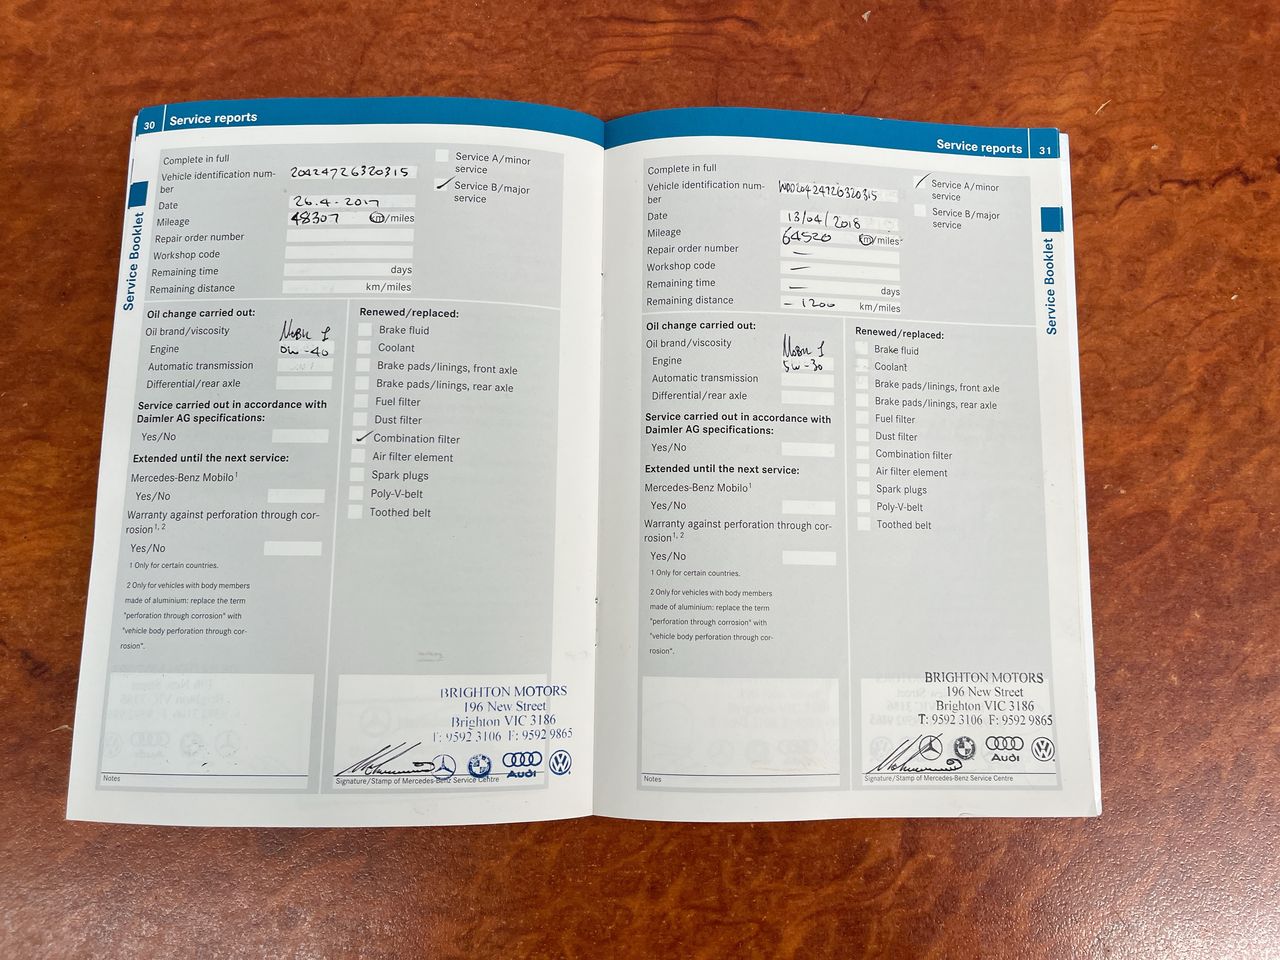 30 Service reports
Complete in full
Service A/minor
service
Vehicle identification num-
ber
20424726320315
Service B/major
service
Date 26.4.2017
Mileage 48307 km/miles
Repair order number
Workshop code
Remaining time days
Remaining distance km/miles
Oil change carried out:
Oil brand/viscosity Mobil 1
Engine 0W-40
Automatic transmission
Differential/rear axle
Service carried out in accordance with
Daimler AG specifications:
Yes/No
Extended until the next service:
Mercedes-Benz Mobilo1
Yes/No
Warranty against perforation through cor-
rosion1, 2
Yes/No
1 Only for certain countries.
2 Only for vehicles with body members
made of aluminium: replace the term
"perforation through corrosion" with
"vehicle body perforation through cor-
rosion".
Renewed/replaced:
Brake fluid
Coolant
Brake pads/linings, front axle
Brake pads/linings, rear axle
Fuel filter
Dust filter
Combination filter
Air filter element
Spark plugs
Poly-V-belt
Toothed belt
BRIGHTON MOTORS
196 New Street
Brighton VIC 3186
T: 9592 3106 F: 9592 9865
Audi
Notes
Signature/Stamp of Mercedes-Benz Service Centre
Service Booklet
Service reports 31
Complete in full
Service A/minor
service
Vehicle identification num-
ber
WDD20424726320315
Service B/major
service
Date 13/04/2018
Mileage 64520 km/miles
Repair order number —
Workshop code —
Remaining time — days
Remaining distance - 1200 km/miles
Oil change carried out:
Oil brand/viscosity Mobil 1
Engine 5W-30
Automatic transmission
Differential/rear axle
Service carried out in accordance with
Daimler AG specifications:
Yes/No
Extended until the next service:
Mercedes-Benz Mobilo1
Yes/No
Warranty against perforation through cor-
rosion1, 2
Yes/No
1 Only for certain countries.
2 Only for vehicles with body members
made of aluminium: replace the term
"perforation through corrosion" with
"vehicle body perforation through cor-
rosion".
Renewed/replaced:
Brake fluid
Coolant
Brake pads/linings, front axle
Brake pads/linings, rear axle
Fuel filter
Dust filter
Combination filter
Air filter element
Spark plugs
Poly-V-belt
Toothed belt
BRIGHTON MOTORS
196 New Street
Brighton VIC 3186
T: 9592 3106 F: 9592 9865
Audi
Notes
Signature/Stamp of Mercedes-Benz Service Centre
Service Booklet